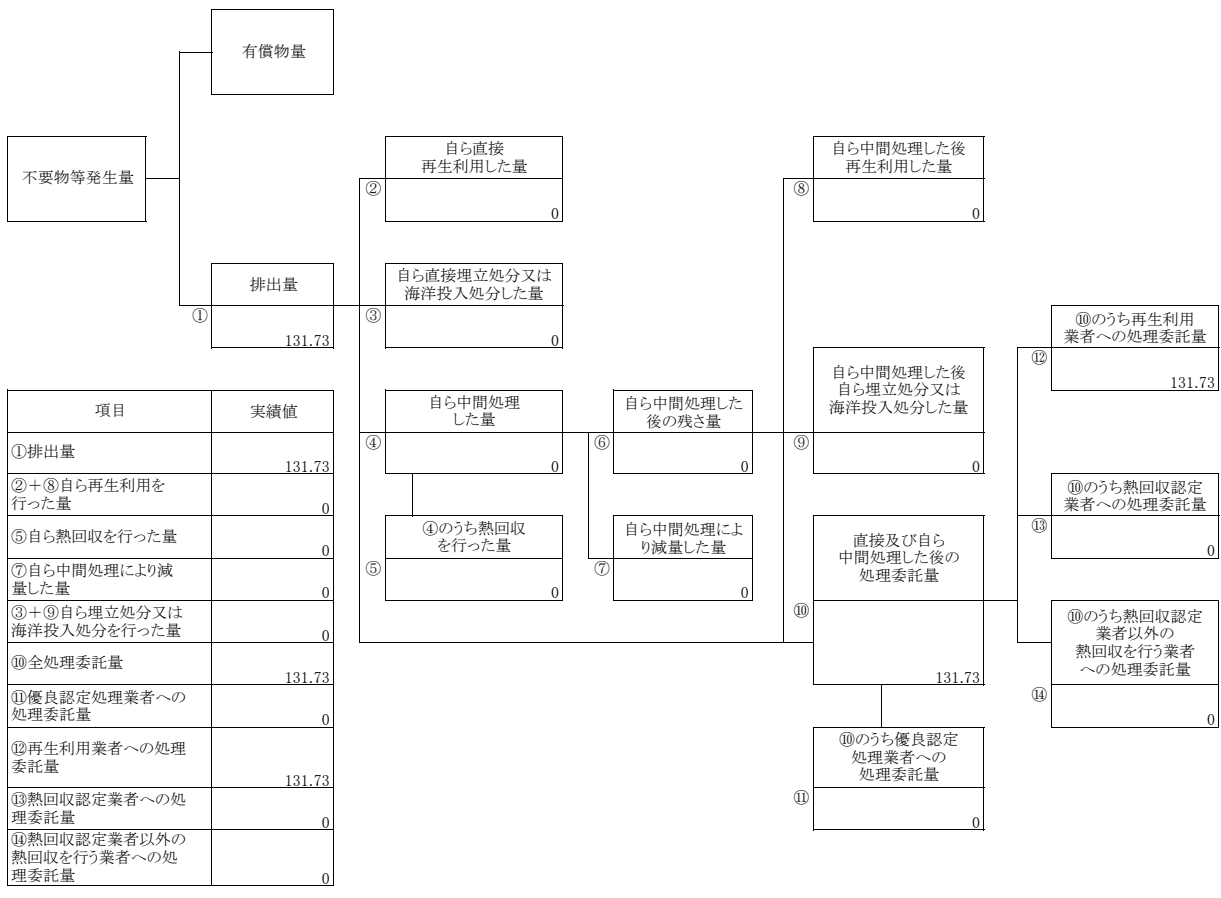 有償物量
不要物等発生量
排出量
①
131.73
自ら直接
再生利用した量
②
0
自ら直接埋立処分又は
海洋投入処分した量
③
0
自ら中間処理
した量
④
0
④のうち熱回収
を行った量
⑤
0
自ら中間処理した
後の残さ量
⑥
0
自ら中間処理によ
り減量した量
⑦
0
自ら中間処理した後
再生利用した量
⑧
0
自ら中間処理した後
自ら埋立処分又は
海洋投入処分した量
⑨
0
直接及び自ら
中間処理した後の
処理委託量
⑩
131.73
⑩のうち優良認定
処理業者への
処理委託量
⑪
0
⑩のうち再生利用
業者への処理委託量
⑫
131.73
⑩のうち熱回収認定
業者への処理委託量
⑬
0
⑩のうち熱回収認定
業者以外の
熱回収を行う業者
への処理委託量
⑭
0
項目 実績値
①排出量
131.73
②＋⑧自ら再生利用を
行った量
0
⑤自ら熱回収を行った量
0
⑦自ら中間処理により減
量した量
0
③＋⑨自ら埋立処分又は
海洋投入処分を行った量
0
⑩全処理委託量
131.73
⑪優良認定処理業者への
処理委託量
0
⑫再生利用業者への処理
委託量
131.73
⑬熱回収認定業者への処
理委託量
0
⑭熱回収認定業者以外の
熱回収を行う業者への処
理委託量
0